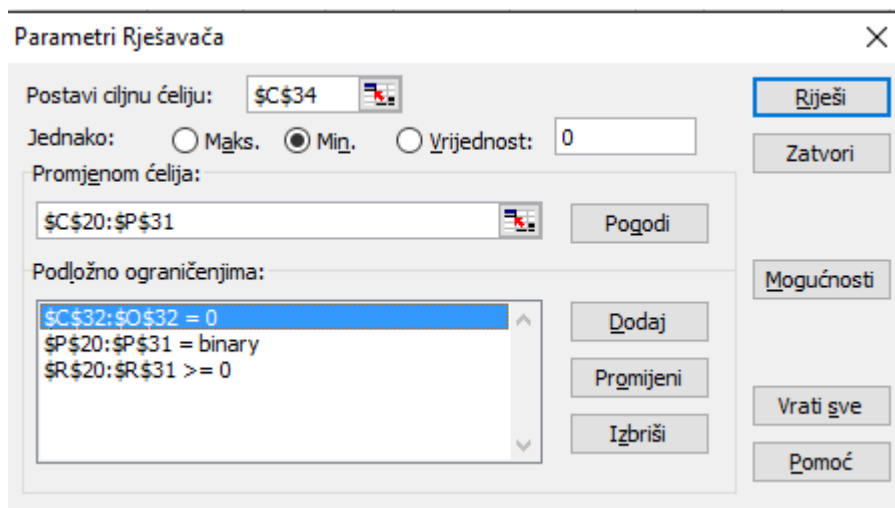 Parametri Rješavača
Postavi ciljnu ćeliju: $C$34 Riješi
Jednako: Maks. Min. Vrijednost: 0 Zatvori
Promjenom ćelija:
$C$20:$P$31 Pogodi
Podložno ograničenjima: Mogućnosti
$C$32:$O$32 = 0 Dodaj
$P$20:$P$31 = binary
$R$20:$R$31 >= 0 Promijeni
Vrati sve
Izbriši
Pomoć